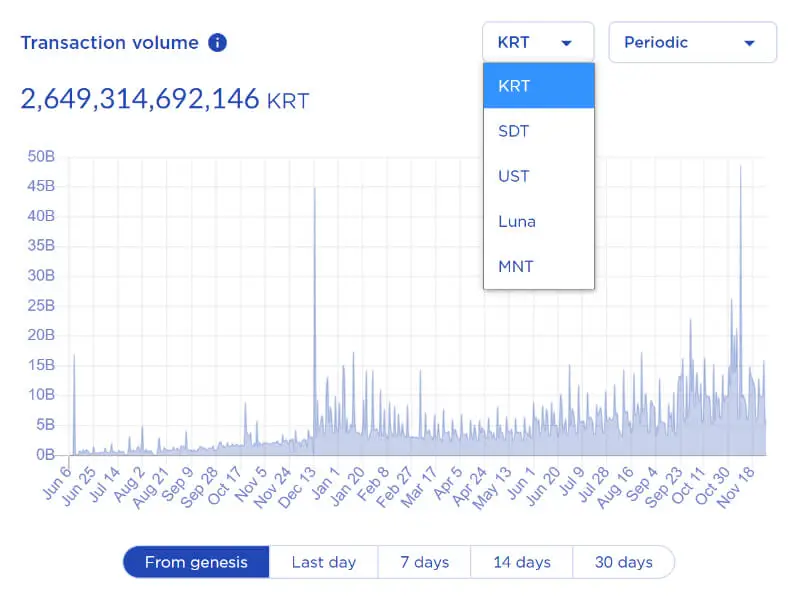 Transaction volume
KRT
Periodic
2,649,314,692,146 KRT
KRT
SDT
UST
Luna
MNT
50B
45B
40B
35B
30B
25B
20B
15B
10B
5B
0B
Jun 6
Jun 25
Jul 14
Aug 2
Aug 21
Sep 9
Sep 28
Oct 17
Nov 5
Nov 24
Dec 13
Jan 1
Jan 20
Feb 8
Feb 27
Mar 17
Apr 5
Apr 24
May 13
Jun 1
Jun 20
Jul 9
Jul 28
Aug 16
Sep 4
Sep 23
Oct 11
Oct 30
Nov 18
From genesis
Last day
7 days
14 days
30 days